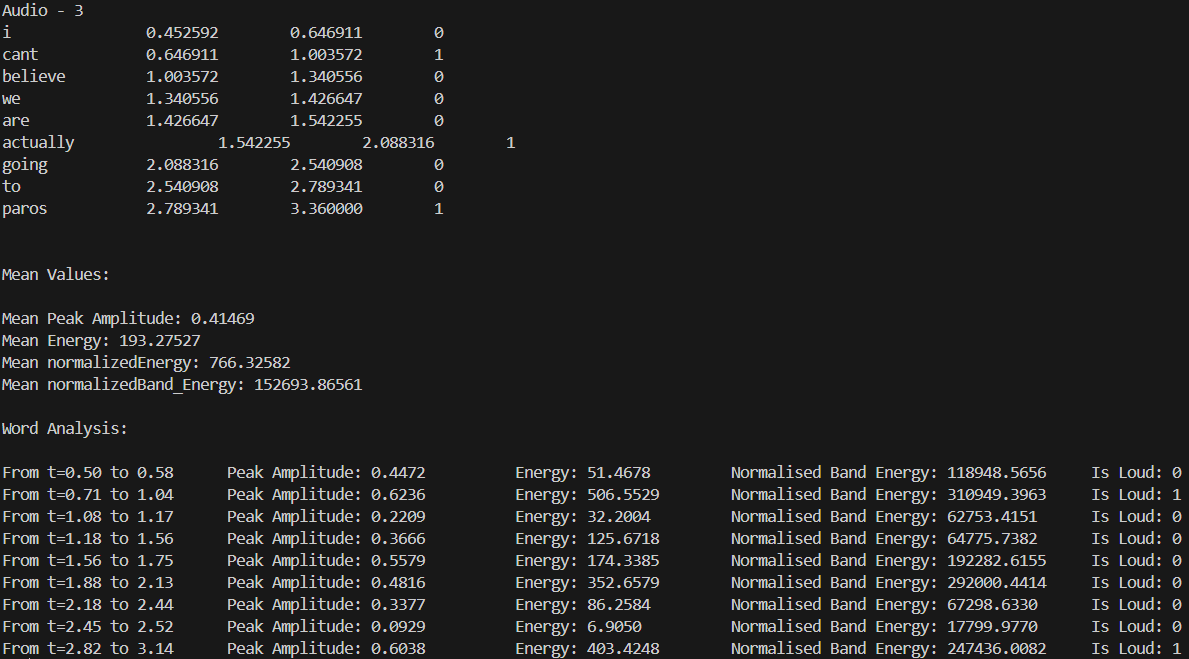 Audio - 3
i 0.452592 0.646911 0
cant 0.646911 1.003572 1
believe 1.003572 1.340556 0
we 1.340556 1.426647 0
are 1.426647 1.542255 0
actually 1.542255 2.088316 1
going 2.088316 2.540908 0
to 2.540908 2.789341 0
paros 2.789341 3.360000 1
Mean Values:
Mean Peak Amplitude: 0.41469
Mean Energy: 193.27527
Mean normalizedEnergy: 766.32582
Mean normalizedBand_Energy: 152693.86561
Word Analysis:
From t=0.50 to 0.58 Peak Amplitude: 0.4472 Energy: 51.4678 Normalised Band Energy: 118948.5656 Is Loud: 0
From t=0.71 to 1.04 Peak Amplitude: 0.6236 Energy: 506.5529 Normalised Band Energy: 310949.3963 Is Loud: 1
From t=1.08 to 1.17 Peak Amplitude: 0.2209 Energy: 32.2004 Normalised Band Energy: 62753.4151 Is Loud: 0
From t=1.18 to 1.56 Peak Amplitude: 0.3666 Energy: 125.6718 Normalised Band Energy: 64775.7382 Is Loud: 0
From t=1.56 to 1.75 Peak Amplitude: 0.5579 Energy: 174.3385 Normalised Band Energy: 192282.6155 Is Loud: 0
From t=1.88 to 2.13 Peak Amplitude: 0.4816 Energy: 352.6579 Normalised Band Energy: 292000.4414 Is Loud: 0
From t=2.18 to 2.44 Peak Amplitude: 0.3377 Energy: 86.2584 Normalised Band Energy: 67298.6330 Is Loud: 0
From t=2.45 to 2.52 Peak Amplitude: 0.0929 Energy: 6.9050 Normalised Band Energy: 17799.9770 Is Loud: 0
From t=2.82 to 3.14 Peak Amplitude: 0.6038 Energy: 403.4248 Normalised Band Energy: 247436.0082 Is Loud: 1